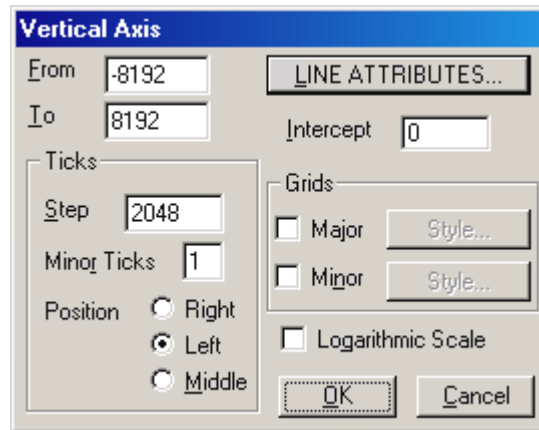 Vertical Axis
From -8192
LINE ATTRIBUTES...
To 8192
Intercept 0
Ticks
Step 2048
Minor Ticks 1
Position Right
Left
Middle
Grids
Major Style...
Minor Style...
Logarithmic Scale
OK Cancel